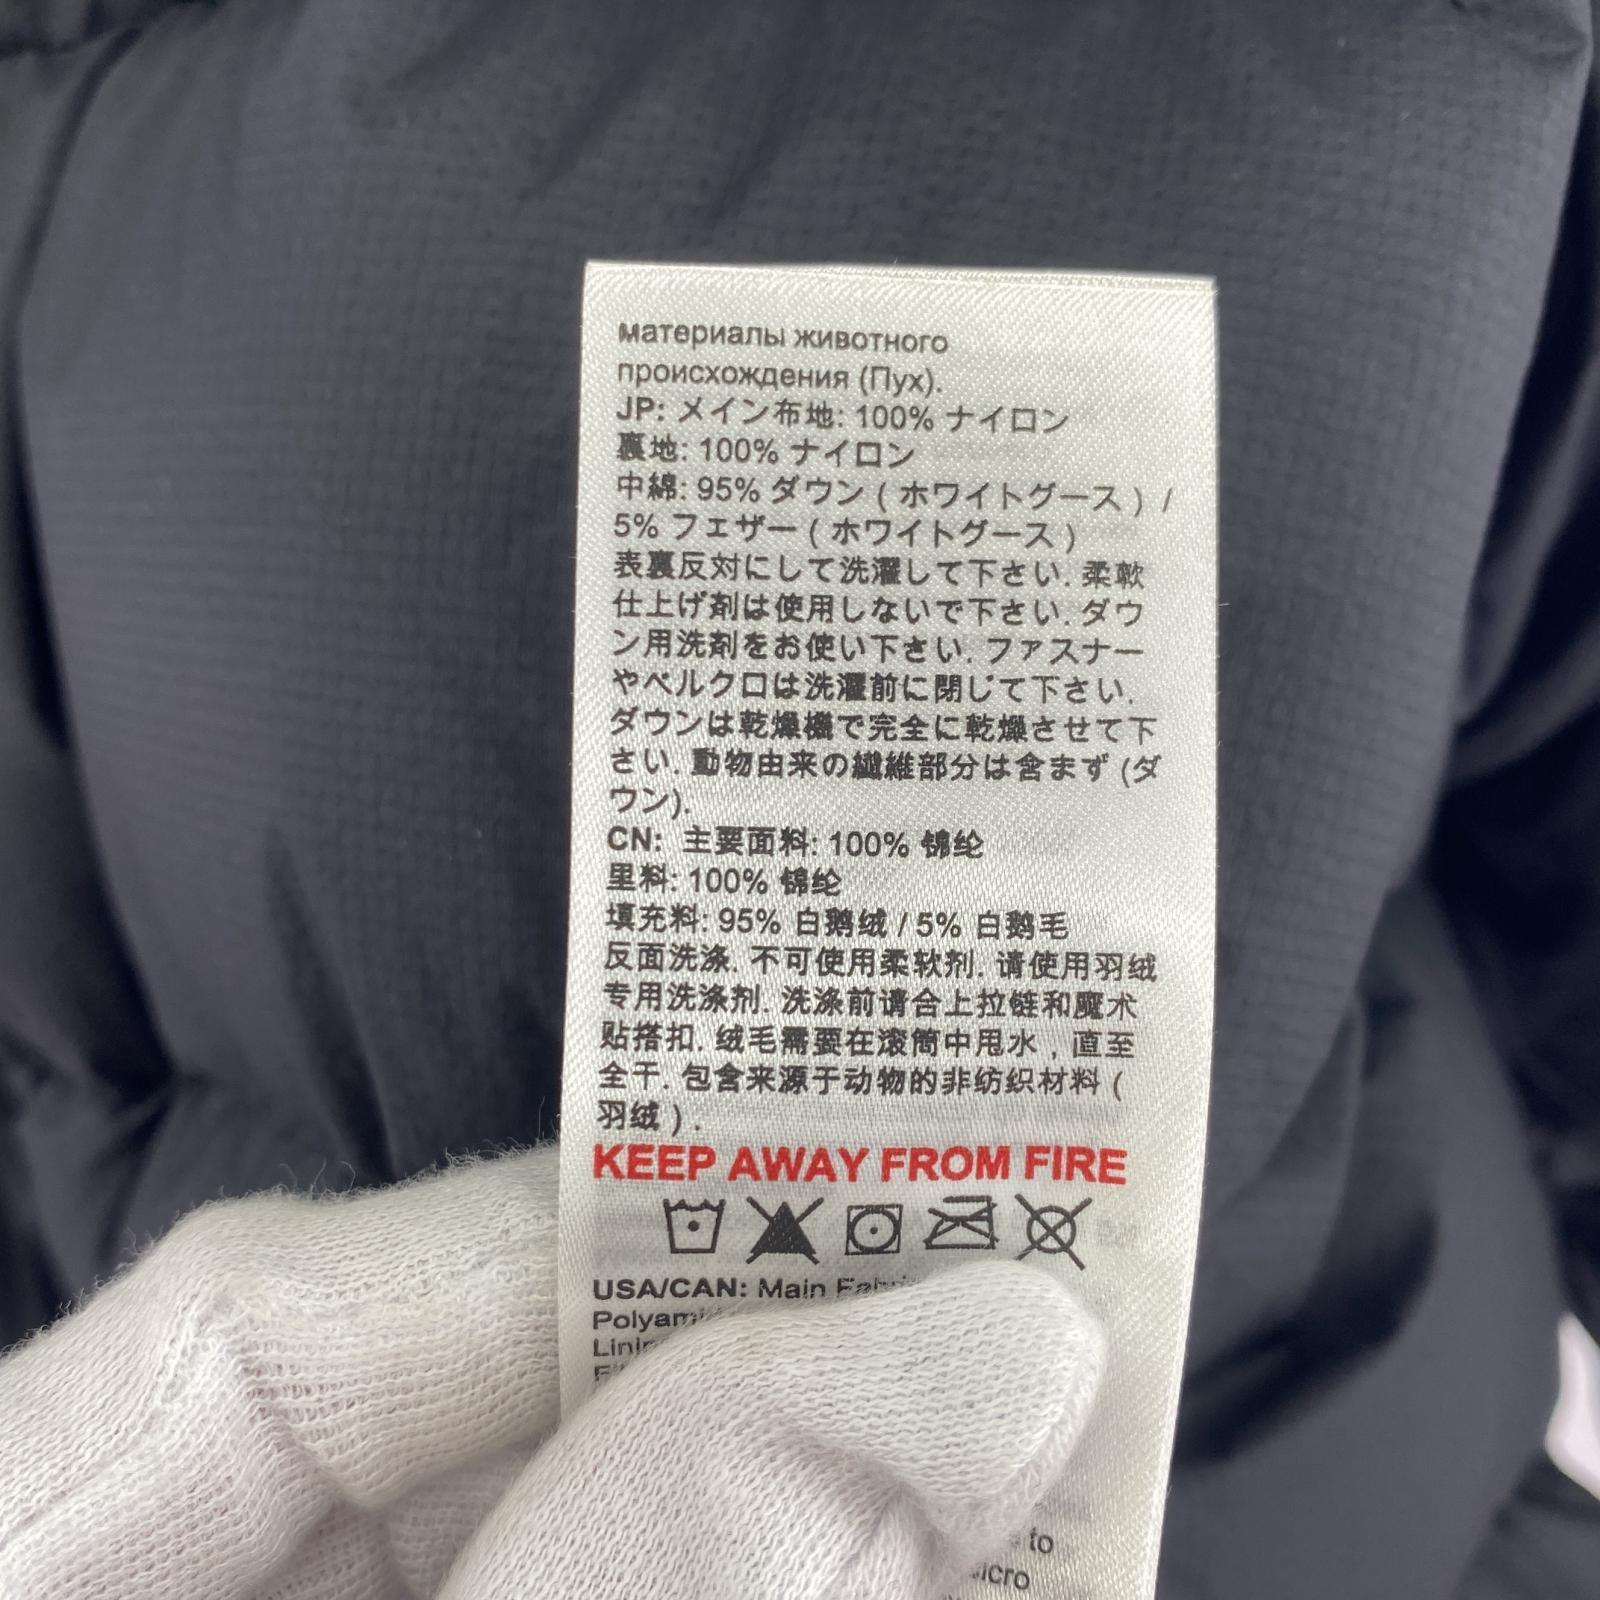 материалы животного
происхождения (Пух).
JP: メイン布地: 100% ナイロン
裏地: 100% ナイロン
中綿: 95% ダウン ( ホワイトグース ) /
5% フェザー ( ホワイトグース )
表裏反対にして洗濯して下さい. 柔軟
仕上げ剤は使用しないで下さい. ダウ
ン用洗剤をお使い下さい. ファスナー
やベルクロは洗濯前に閉じて下さい.
ダウンは乾燥機で完全に乾燥させて下
さい. 動物由来の繊維部分は含まず (ダ
ウン).
CN: 主要面料: 100% 锦纶
里料: 100% 锦纶
填充料: 95% 白鹅绒 / 5% 白鹅毛
反面洗涤. 不可使用柔软剂. 请使用羽绒
专用洗涤剂. 洗涤前请合上拉链和魔术
贴搭扣. 绒毛需要在滚筒中甩水 , 直至
全干. 包含来源于动物的非纺织材料 (
羽绒 ) .
KEEP AWAY FROM FIRE
USA/CAN: Main
to